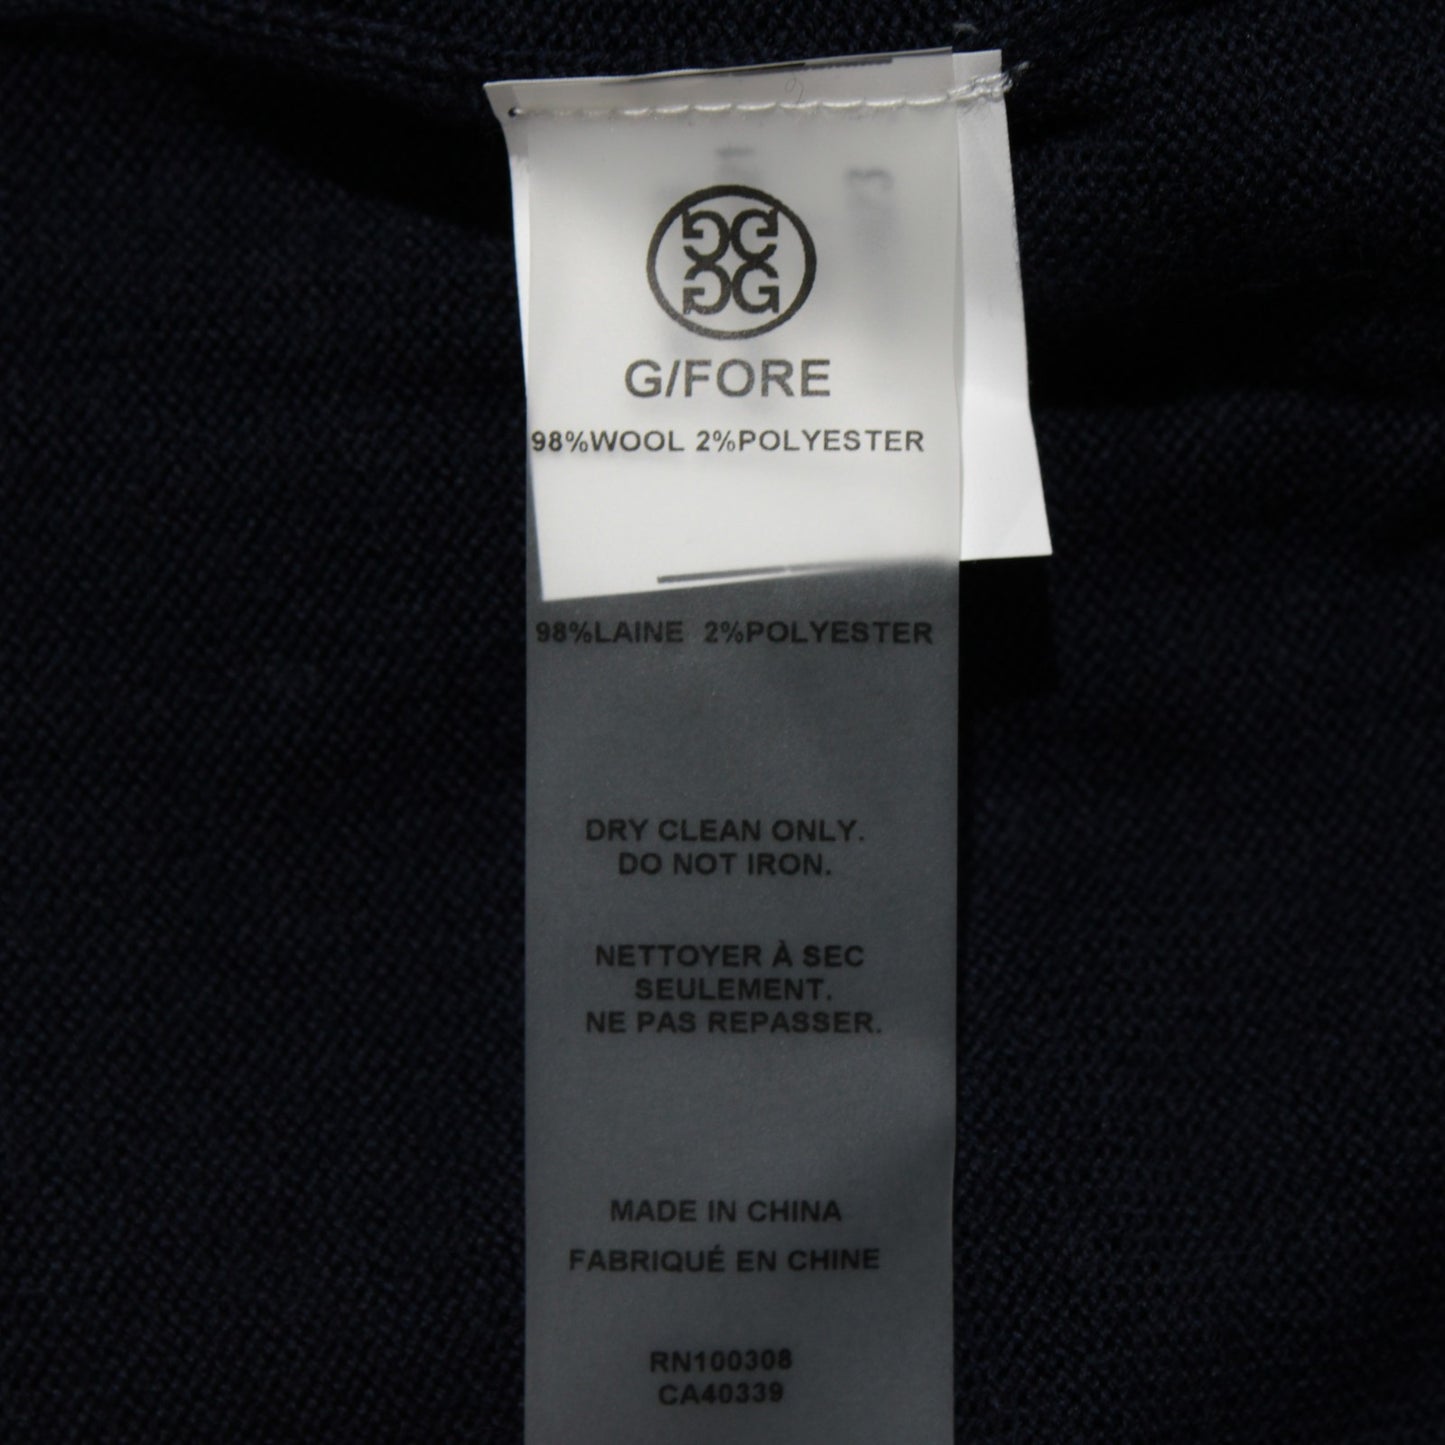 G/FORE
98%WOOL 2%POLYESTER
98%LAINE 2%POLYESTER
DRY CLEAN ONLY.
DO NOT IRON.
NETTOYER À SEC
SEULEMENT.
NE PAS REPASSER.
MADE IN CHINA
FABRIQUÉ EN CHINE
RN100308
CA40339